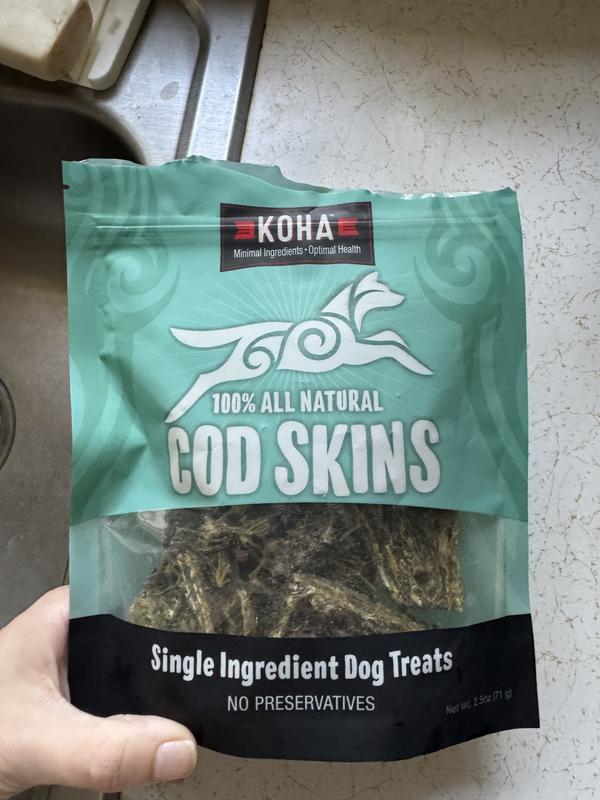 KOHA
Minimal Ingredients • Optimal Health
100% ALL NATURAL
COD SKINS
Single Ingredient Dog Treats
NO PRESERVATIVES
Net Wt. 2.5oz (71 g)